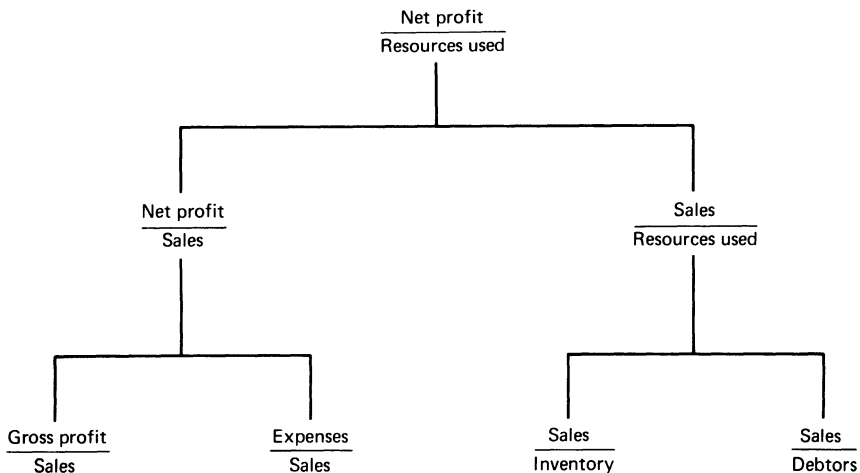 Net profit
Resources used
Net profit
Sales
Sales
Resources used
Gross profit
Sales
Expenses
Sales
Sales
Inventory
Sales
Debtors